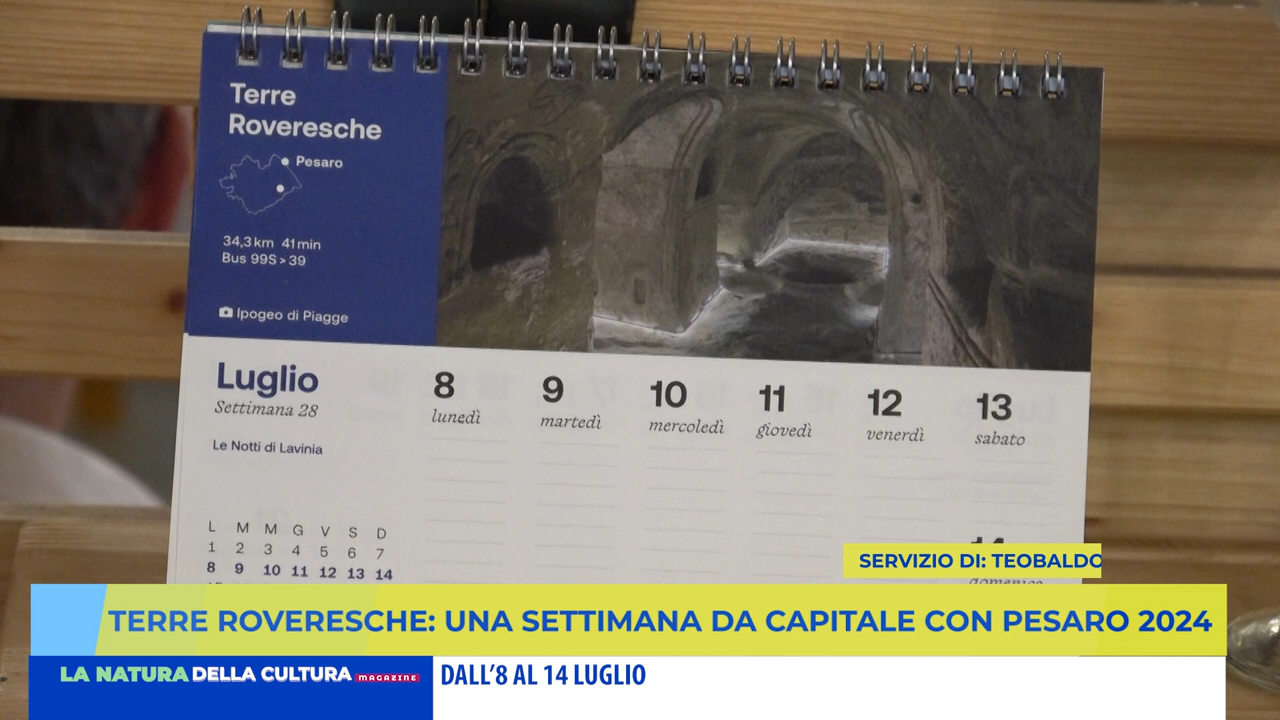 Terre
Roveresche
Pesaro
34,3 km 41 min
Bus 99S > 39
Ipogeo di Piagge
Luglio
Settimana 28
Le Notti di Lavinia
8 9 10 11 12 13
lunedì martedì mercoledì giovedì venerdì sabato
L M M G V S D
1 2 3 4 5 6 7
8 9 10 11 12 13 14
14
domenica
SERVIZIO DI: TEOBALDO
TERRE ROVERESCHE: UNA SETTIMANA DA CAPITALE CON PESARO 2024
LA NATURA DELLA CULTURA MAGAZINE
DALL'8 AL 14 LUGLIO